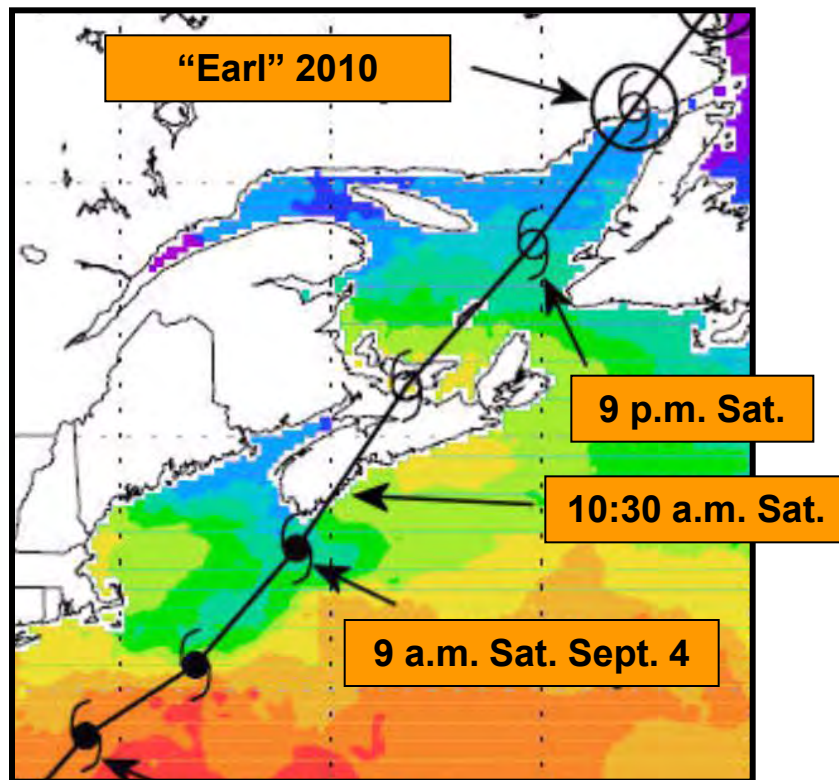 “Earl” 2010
9 p.m. Sat.
10:30 a.m. Sat.
9 a.m. Sat. Sept. 4